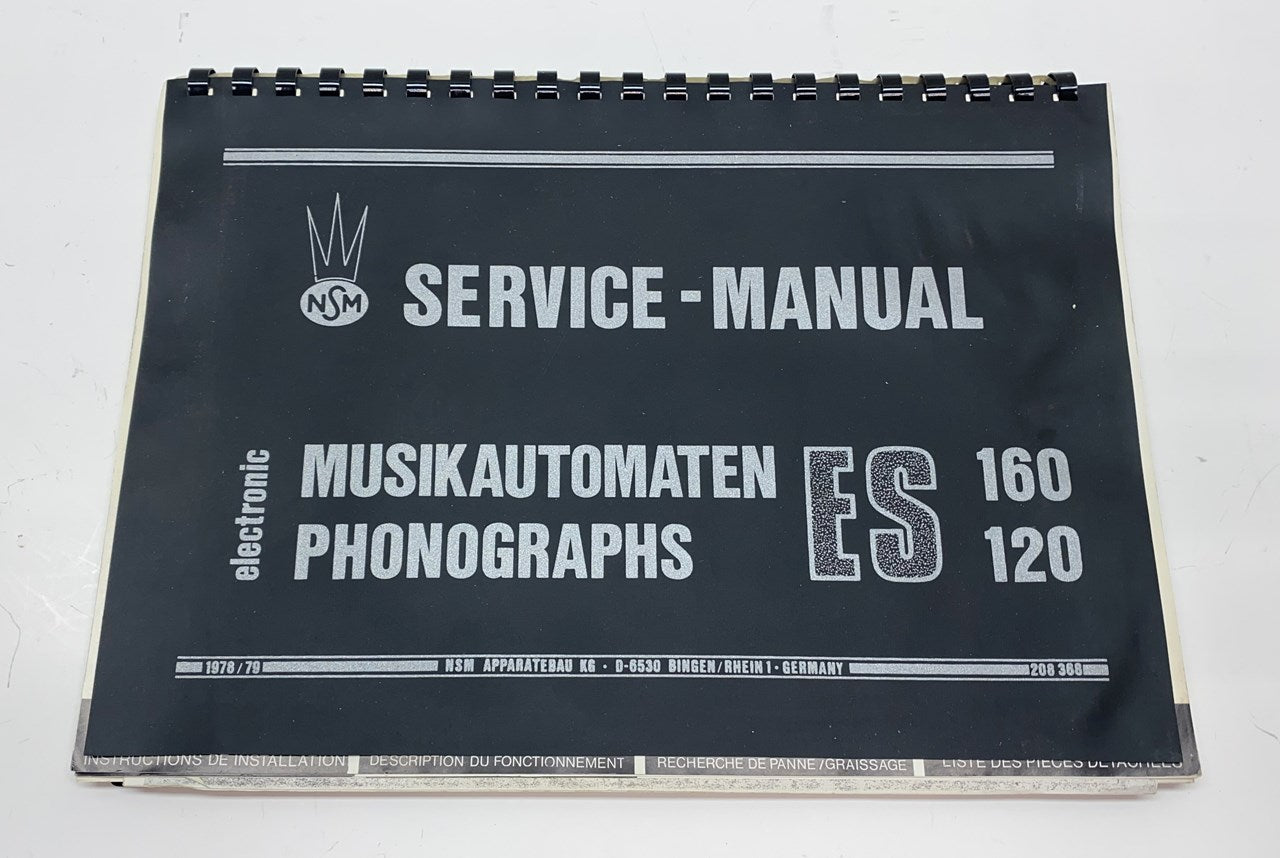 NSM
SERVICE - MANUAL
electronic
MUSIKAUTOMATEN
PHONOGRAPHS
ES
160
120
1978/79
NSM APPARATEBAU KG · D-6530 BINGEN/RHEIN 1 · GERMANY
208 368
INSTRUCTIONS DE INSTALLATION
DESCRIPTION DU FONCTIONNEMENT
RECHERCHE DE PANNE/GRAISSAGE
LISTE DES PIECES DETACHEES